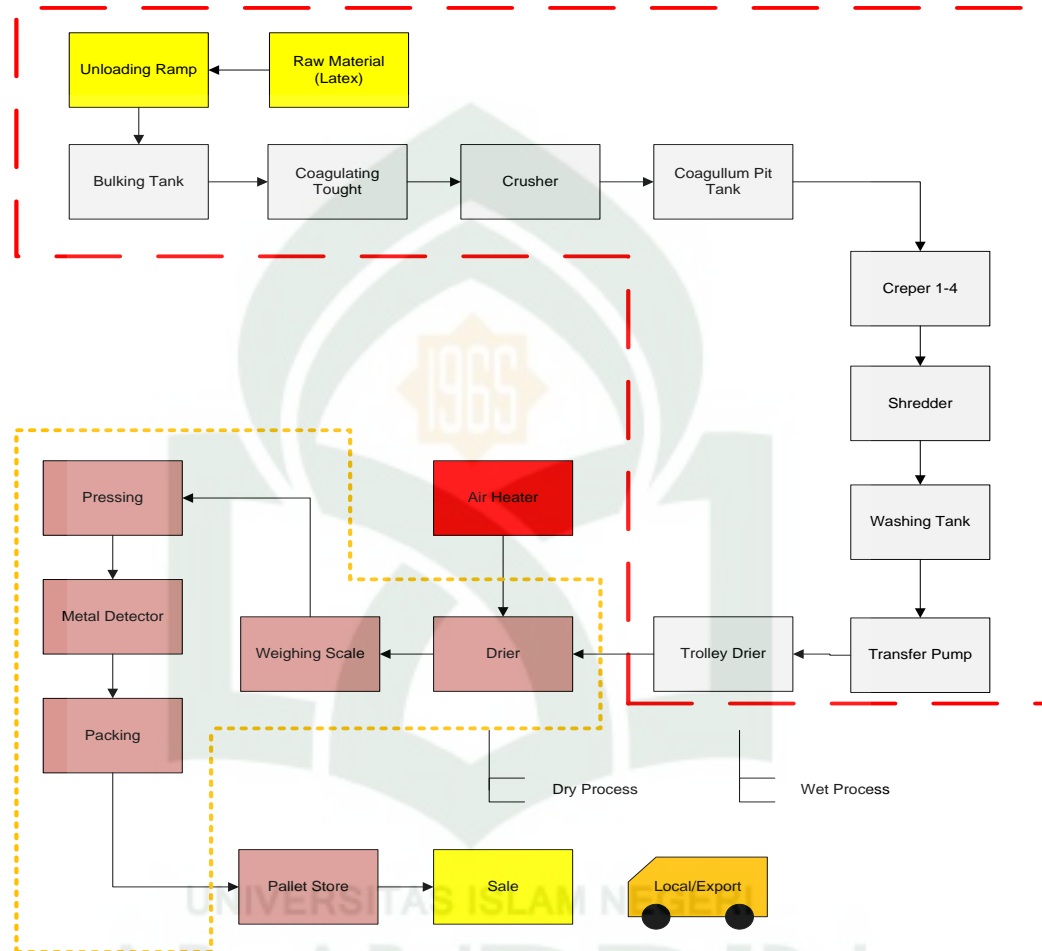 Unloading Ramp
Raw Material
(Latex)
Bulking Tank
Coagulating
Tought
Crusher
Coagullum Pit
Tank
Creper 1-4
Shredder
1965
Pressing
Air Heater
Washing Tank
Metal Detector
Weighing Scale
Drier
Trolley Drier
Transfer Pump
Packing
Dry Process
Wet Process
Pallet Store
Sale
Local/Export
UNIVERSITAS ISLAM NEGERI